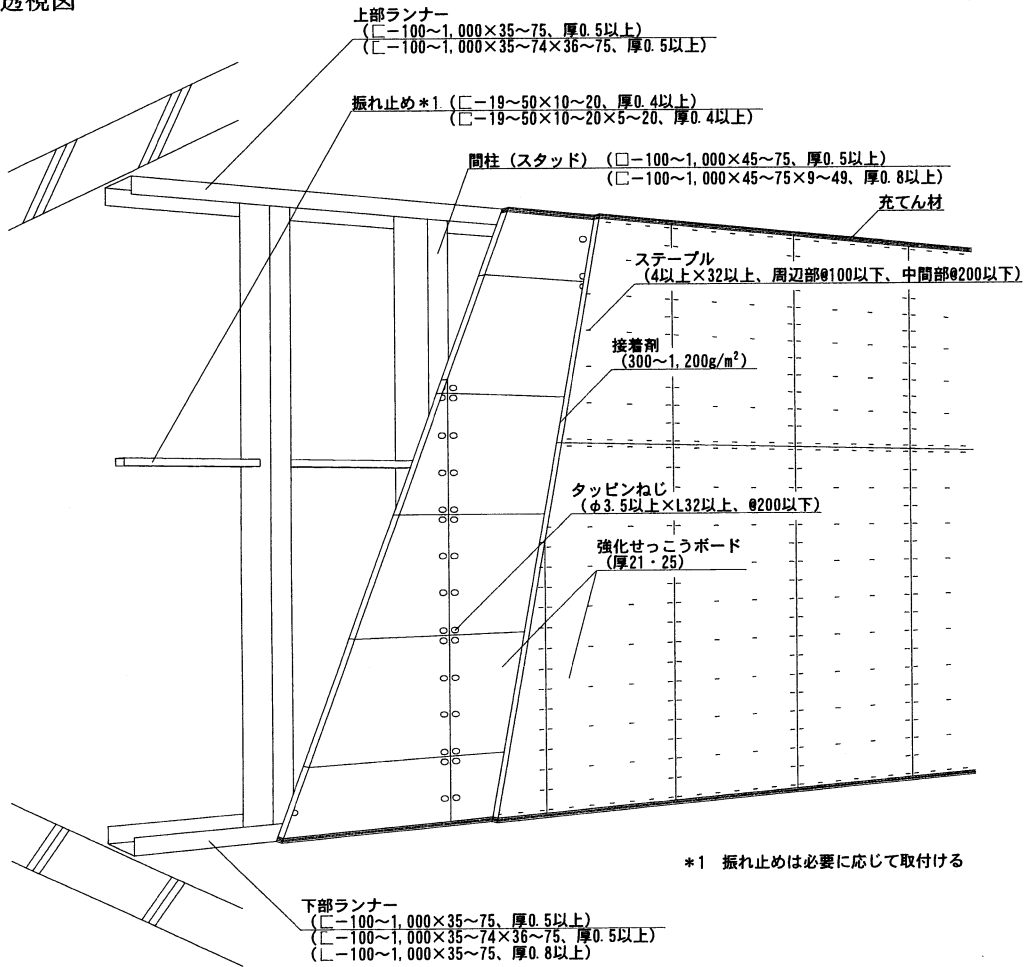 透視図
上部ランナー
(匚−100〜1,000×35〜75、厚0.5以上)
(匚−100〜1,000×35〜74×36〜75、厚0.5以上)
振れ止め*1 (匚−19〜50×10〜20、厚0.4以上)
(匚−19〜50×10〜20×5〜20、厚0.4以上)
間柱(スタッド) (□−100〜1,000×45〜75、厚0.5以上)
(□−100〜1,000×45〜75×9〜49、厚0.8以上)
充てん材
ステープル
(4以上×32以上、周辺部@100以下、中間部@200以下)
接着剤
(300〜1,200g/m²)
タッピンねじ
(φ3.5以上×L32以上、@200以下)
強化せっこうボード
(厚21・25)
*1 振れ止めは必要に応じて取付ける
下部ランナー
(匚−100〜1,000×35〜75、厚0.5以上)
(匚−100〜1,000×35〜74×36〜75、厚0.5以上)
(匚−100〜1,000×35〜75、厚0.8以上)